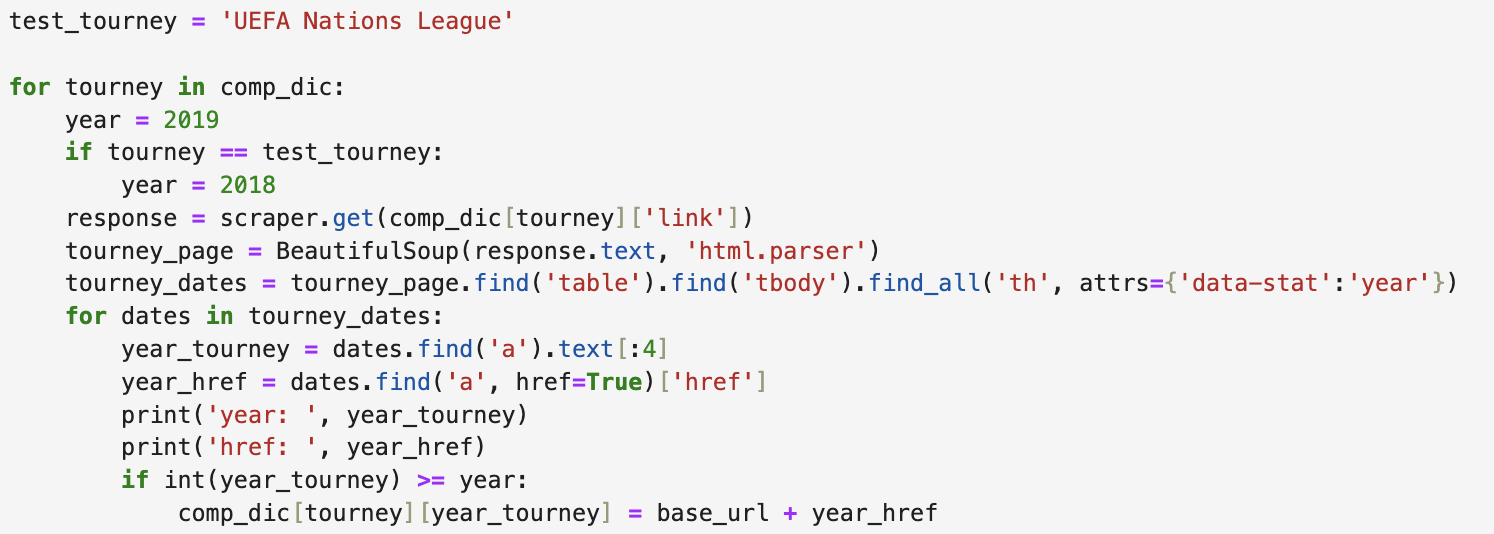 test_tourney = 'UEFA Nations League'

for tourney in comp_dic:
    year = 2019
    if tourney == test_tourney:
        year = 2018
    response = scraper.get(comp_dic[tourney]['link'])
    tourney_page = BeautifulSoup(response.text, 'html.parser')
    tourney_dates = tourney_page.find('table').find('tbody').find_all('th', attrs={'data-stat':'year'})
    for dates in tourney_dates:
        year_tourney = dates.find('a').text[:4]
        year_href = dates.find('a', href=True)['href']
        print('year: ', year_tourney)
        print('href: ', year_href)
        if int(year_tourney) >= year:
            comp_dic[tourney][year_tourney] = base_url + year_href